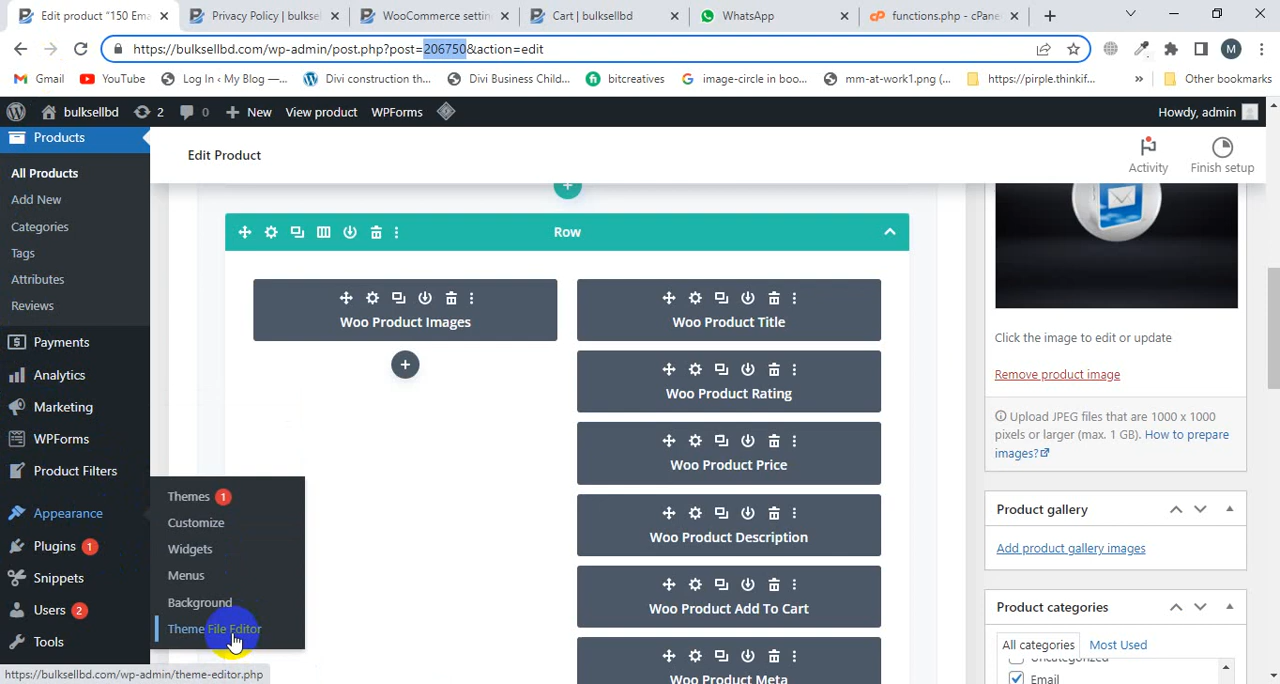 Edit product “150 Ema
Privacy Policy | bulksel
WooCommerce settin
Cart | bulksellbd
WhatsApp
functions.php - cPane
https://bulksellbd.com/wp-admin/post.php?post=206750&action=edit
M
Gmail
YouTube
Log In ‹ My Blog —...
Divi construction th...
Divi Business Child...
bitcreatives
image-circle in boo...
mm-at-work1.png (...
https://pirple.thinkif...
»
Other bookmarks
bulksellbd
2
0
New
View product
WPForms
Howdy, admin
Products
All Products
Add New
Categories
Tags
Attributes
Reviews
Payments
Analytics
Marketing
WPForms
Product Filters
Appearance
Plugins 1
Snippets
Users 2
Tools
Themes 1
Customize
Widgets
Menus
Background
Theme File Editor
https://bulksellbd.com/wp-admin/theme-editor.php
Edit Product
Activity
Finish setup
Row
Woo Product Images
Woo Product Title
Woo Product Rating
Woo Product Price
Woo Product Description
Woo Product Add To Cart
Woo Product Meta
Click the image to edit or update
Remove product image
Upload JPEG files that are 1000 x 1000
pixels or larger (max. 1 GB). How to prepare
images?
Product gallery
Add product gallery images
Product categories
All categories
Most Used
Uncategorized
Email